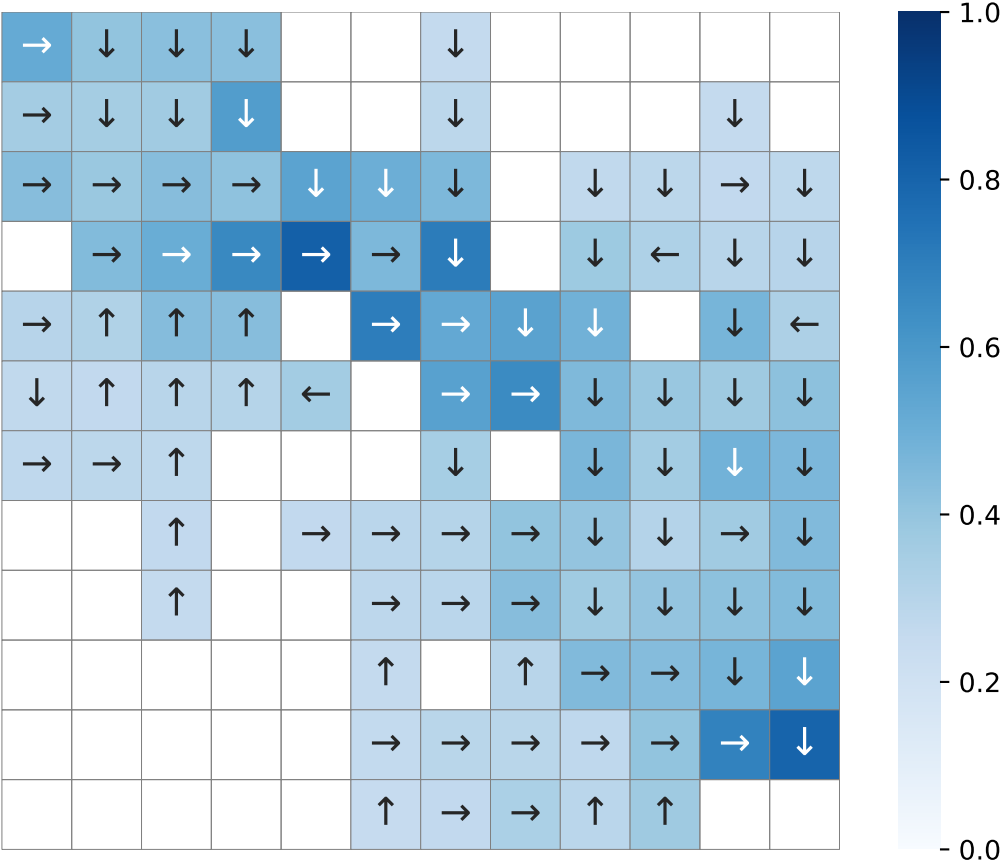 → ↓ ↓ ↓ ↓
→ ↓ ↓ ↓ ↓ ↓
→ → → → ↓ ↓ ↓ ↓ ↓ → ↓
→ → → → → ↓ ↓ ← ↓ ↓
→ ↑ ↑ ↑ → → ↓ ↓ ↓ ←
↓ ↑ ↑ ↑ ← → → ↓ ↓ ↓ ↓
→ → ↑ ↓ ↓ ↓ ↓ ↓
↑ → → → → ↓ ↓ → ↓
↑ → → → ↓ ↓ ↓ ↓
↑ ↑ → → ↓ ↓
→ → → → → → ↓
↑ → → ↑ ↑
1.0
0.8
0.6
0.4
0.2
0.0